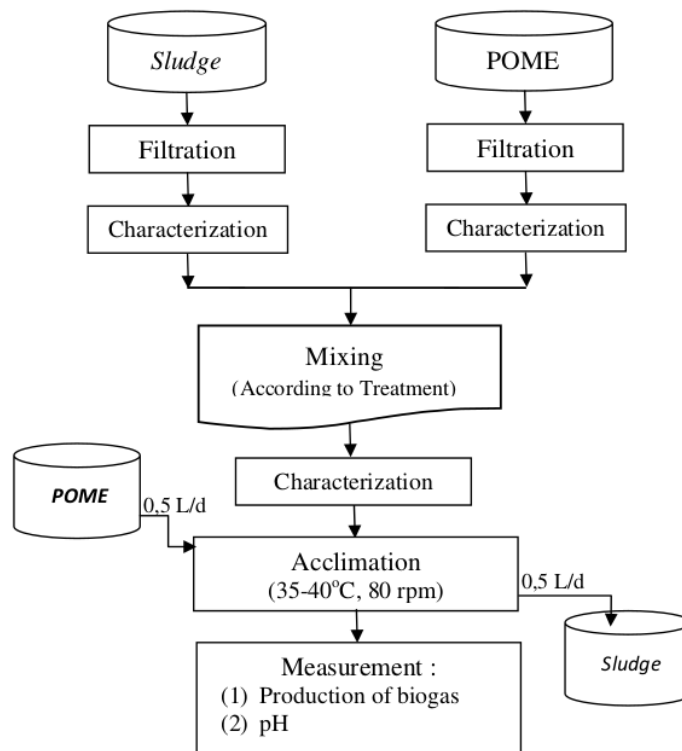 Sludge
POME
Filtration
Filtration
Characterization
Characterization
Mixing
(According to Treatment)
Characterization
POME
0,5 L/d
Acclimation
(35-40°C, 80 rpm)
0,5 L/d
Sludge
Measurement :
(1) Production of biogas
(2) pH